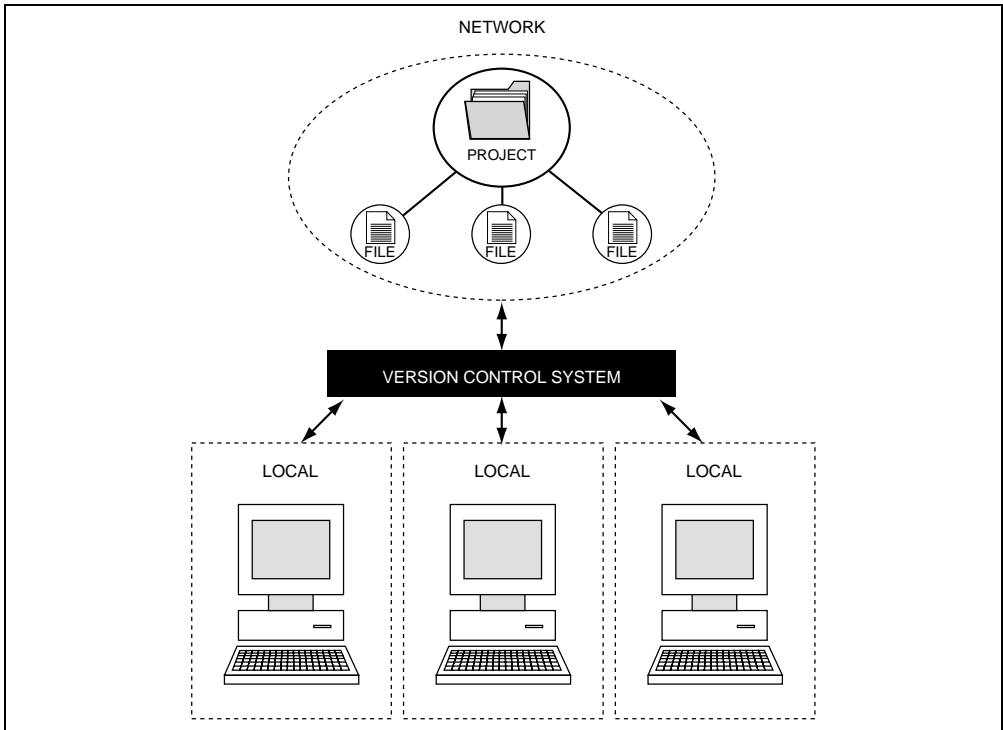 NETWORK
PROJECT
FILE
FILE
FILE
VERSION CONTROL SYSTEM
LOCAL
LOCAL
LOCAL